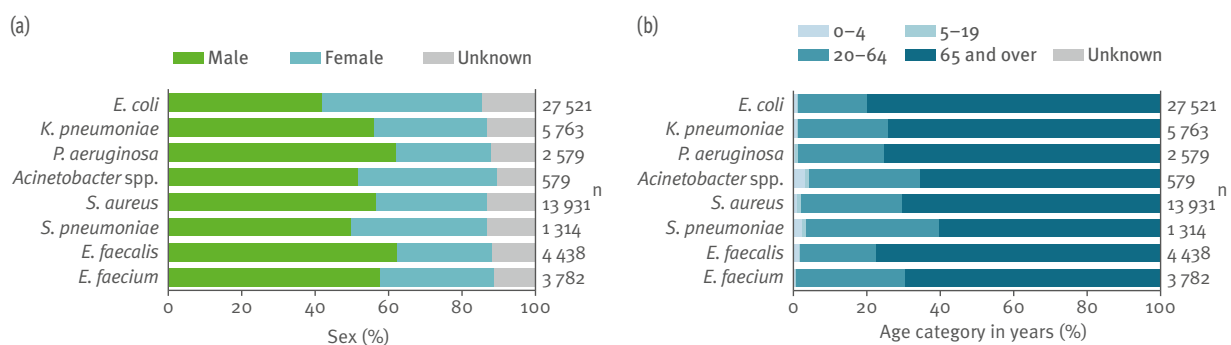 (a)
Male Female Unknown
E. coli 27 521
K. pneumoniae 5 763
P. aeruginosa 2 579
Acinetobacter spp. 579
n
S. aureus 13 931
S. pneumoniae 1 314
E. faecalis 4 438
E. faecium 3 782
0 20 40 60 80 100
Sex (%)
(b)
0–4 5–19
20–64 65 and over Unknown
E. coli 27 521
K. pneumoniae 5 763
P. aeruginosa 2 579
Acinetobacter spp. 579
n
S. aureus 13 931
S. pneumoniae 1 314
E. faecalis 4 438
E. faecium 3 782
0 20 40 60 80 100
Age category in years (%)